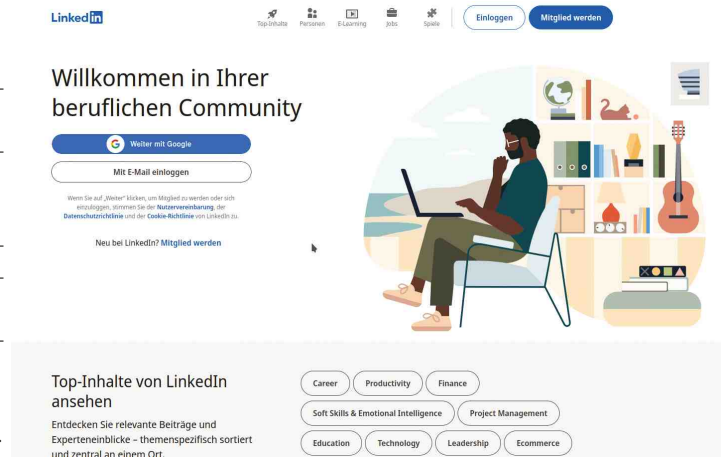 LinkedIn
Top-Inhalte Personen E-Learning Jobs Spiele
Einloggen Mitglied werden
Willkommen in Ihrer
beruflichen Community
Weiter mit Google
Mit E-Mail einloggen
Wenn Sie auf „Weiter“ klicken, um Mitglied zu werden oder sich
einzuloggen, stimmen Sie der Nutzervereinbarung, der
Datenschutzrichtlinie und der Cookie-Richtlinie von LinkedIn zu.
Neu bei LinkedIn? Mitglied werden
Top-Inhalte von LinkedIn
ansehen
Entdecken Sie relevante Beiträge und
Experteneinblicke – themenspezifisch sortiert
und zentral an einem Ort.
Career Productivity Finance
Soft Skills & Emotional Intelligence Project Management
Education Technology Leadership Ecommerce